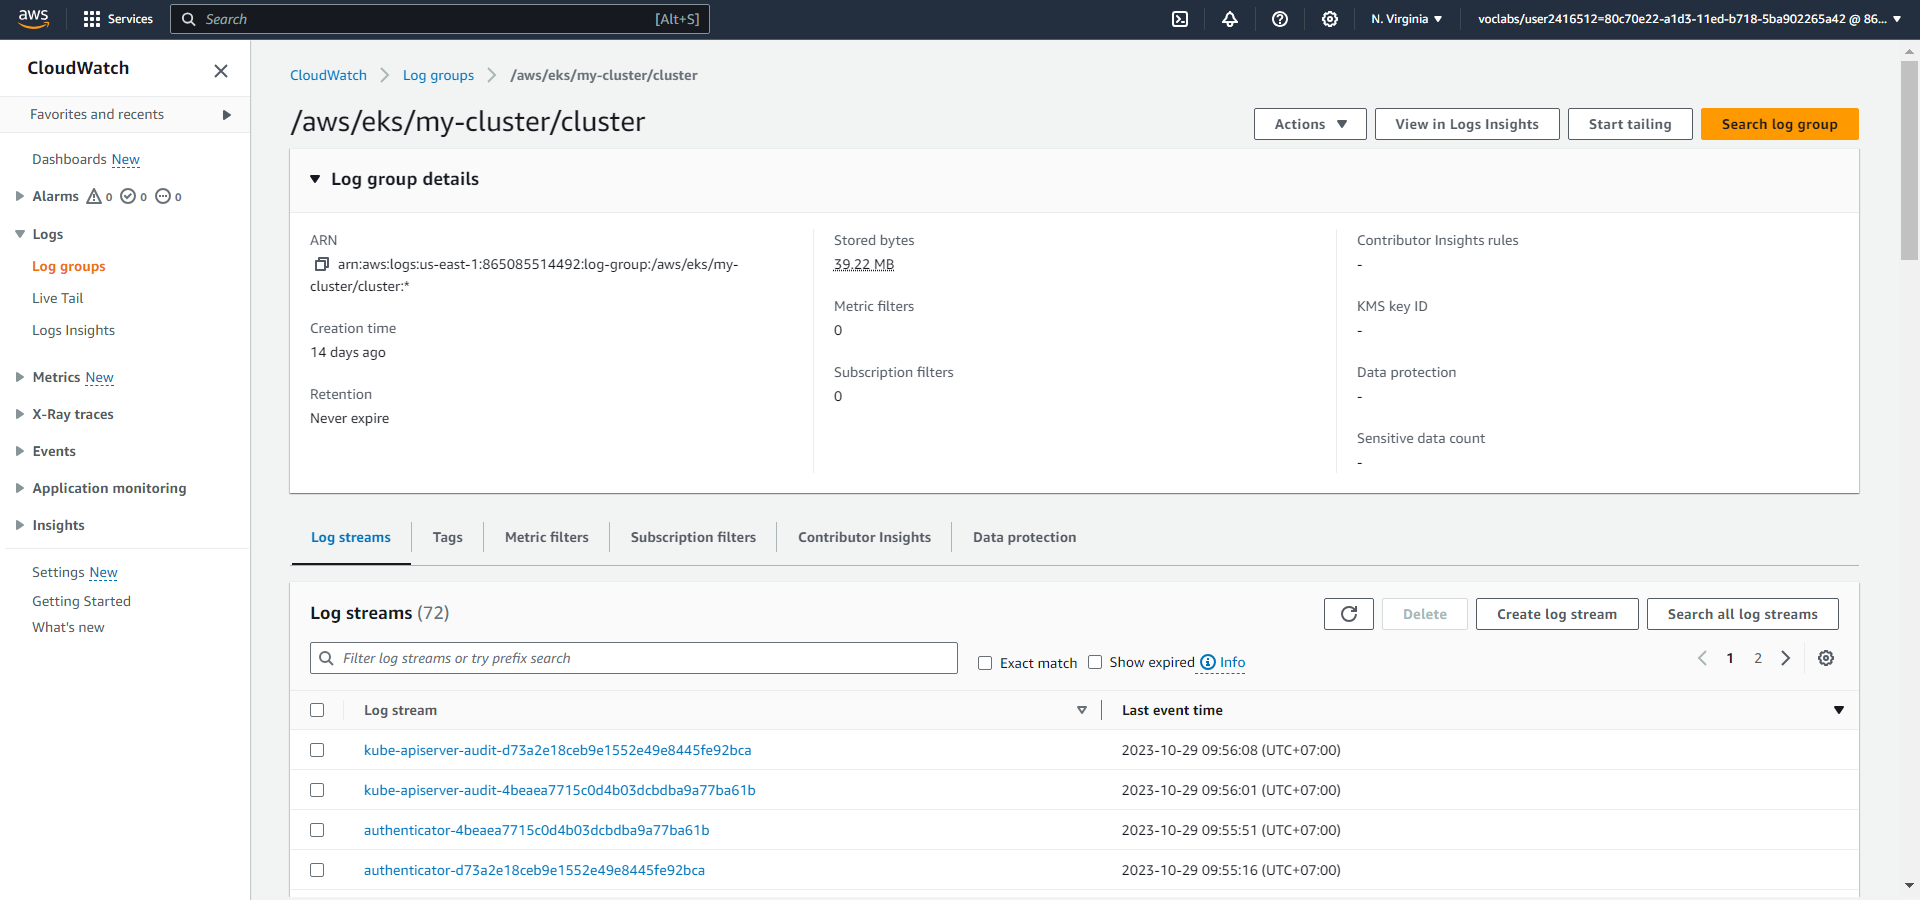 aws Services Search [Alt+S] N. Virginia voclabs/user2416512=80c70e22-a1d3-11ed-b718-5ba902265a42 @ 86...
CloudWatch
Favorites and recents
Dashboards New
Alarms 0 0 0
Logs
Log groups
Live Tail
Logs Insights
Metrics New
X-Ray traces
Events
Application monitoring
Insights
Settings New
Getting Started
What's new
CloudWatch Log groups /aws/eks/my-cluster/cluster
/aws/eks/my-cluster/cluster
Actions View in Logs Insights Start tailing Search log group
Log group details
ARN
arn:aws:logs:us-east-1:865085514492:log-group:/aws/eks/my-
cluster/cluster:*
Creation time
14 days ago
Retention
Never expire
Stored bytes
39.22 MB
Metric filters
0
Subscription filters
0
Contributor Insights rules
-
KMS key ID
-
Data protection
-
Sensitive data count
-
Log streams Tags Metric filters Subscription filters Contributor Insights Data protection
Log streams (72)
Delete Create log stream Search all log streams
Filter log streams or try prefix search Exact match Show expired Info 1 2
Log stream Last event time
kube-apiserver-audit-d73a2e18ceb9e1552e49e8445fe92bca 2023-10-29 09:56:08 (UTC+07:00)
kube-apiserver-audit-4beaea7715c0d4b03dcbdba9a77ba61b 2023-10-29 09:56:01 (UTC+07:00)
authenticator-4beaea7715c0d4b03dcbdba9a77ba61b 2023-10-29 09:55:51 (UTC+07:00)
authenticator-d73a2e18ceb9e1552e49e8445fe92bca 2023-10-29 09:55:16 (UTC+07:00)